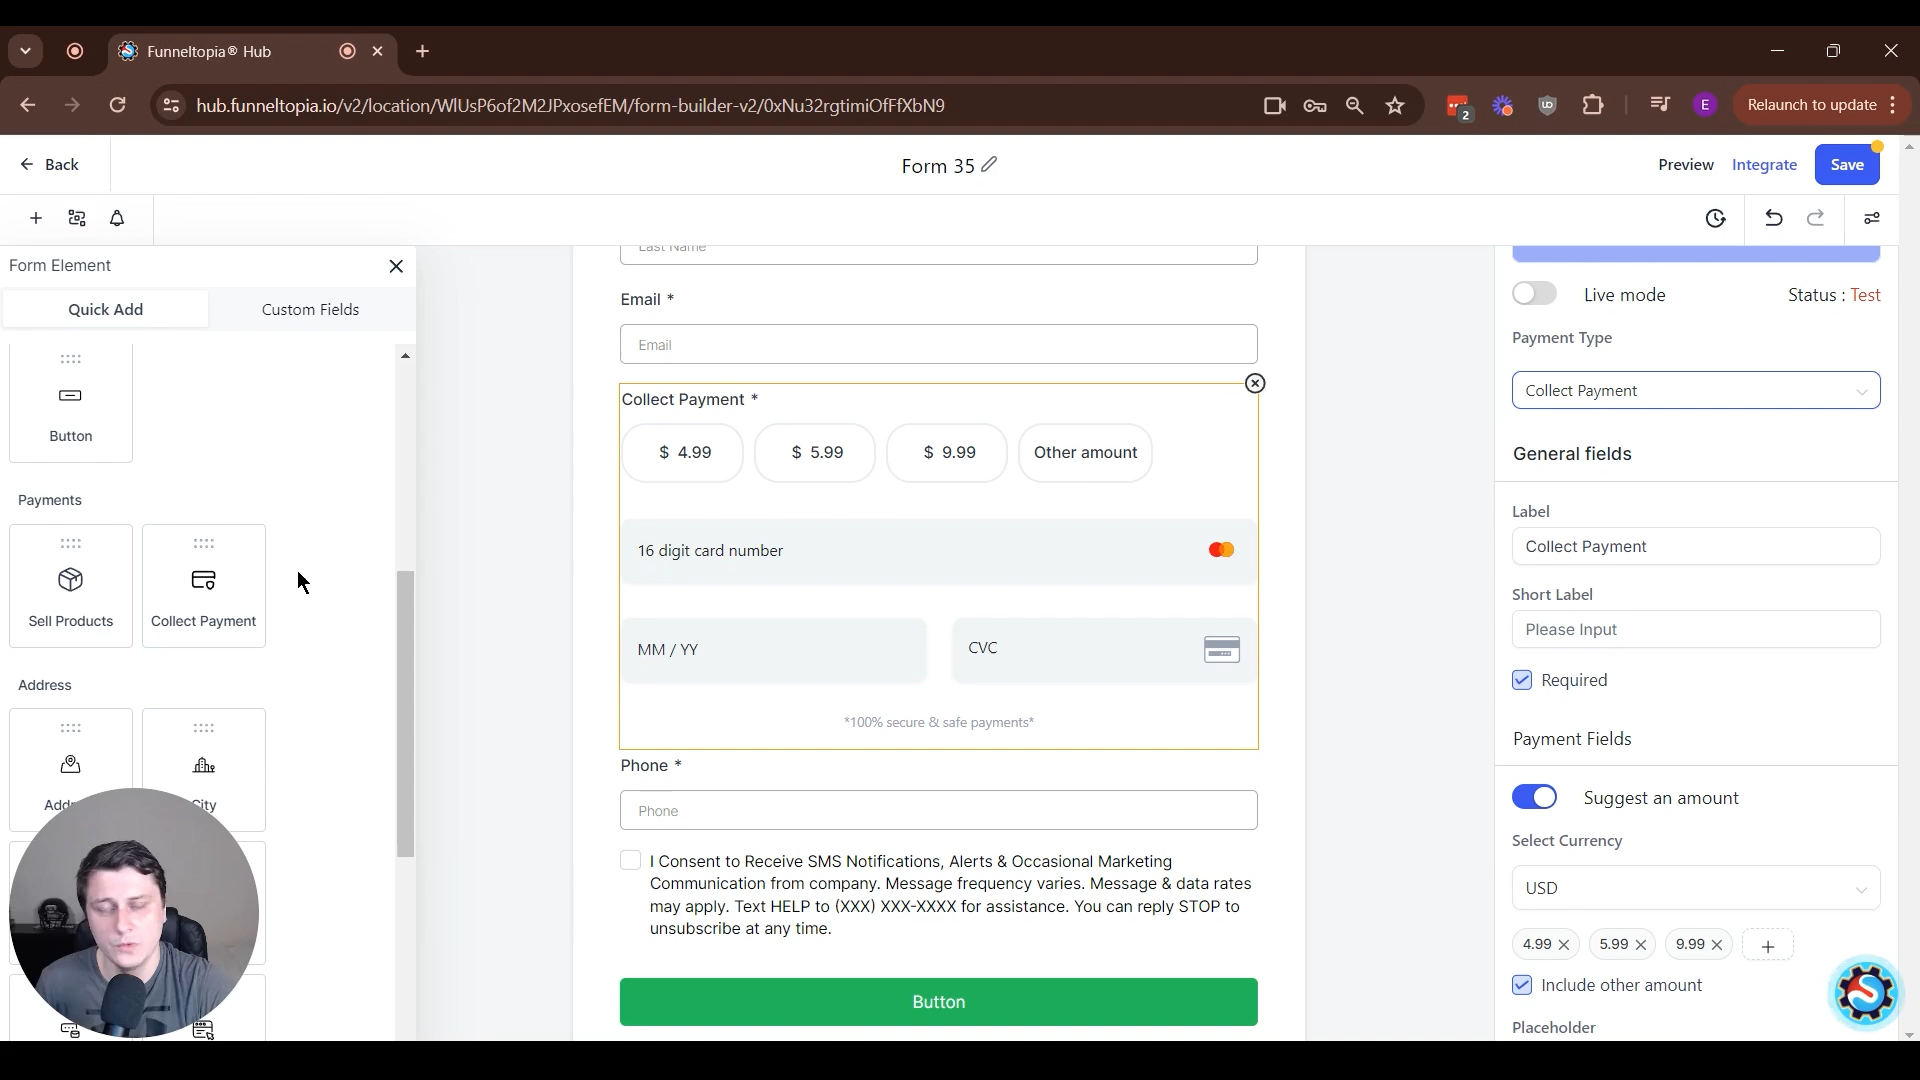 Funneltopia® Hub
hub.funneltopia.io/v2/location/WlUsP6of2M2JPxosefEM/form-builder-v2/0xNu32rgtimiOfFfXbN9
2
E
Relaunch to update
Back
Form 35
Preview
Integrate
Save
Form Element
Quick Add
Custom Fields
Button
Payments
Sell Products
Collect Payment
Address
City
Last Name
Email *
Email
Collect Payment *
$ 4.99
$ 5.99
$ 9.99
Other amount
16 digit card number
MM / YY
CVC
*100% secure & safe payments*
Phone *
Phone
I Consent to Receive SMS Notifications, Alerts & Occasional Marketing
Communication from company. Message frequency varies. Message & data rates
may apply. Text HELP to (XXX) XXX-XXXX for assistance. You can reply STOP to
unsubscribe at any time.
Button
Live mode
Status : Test
Payment Type
Collect Payment
General fields
Label
Collect Payment
Short Label
Please Input
Required
Payment Fields
Suggest an amount
Select Currency
USD
4.99
5.99
9.99
Include other amount
Placeholder